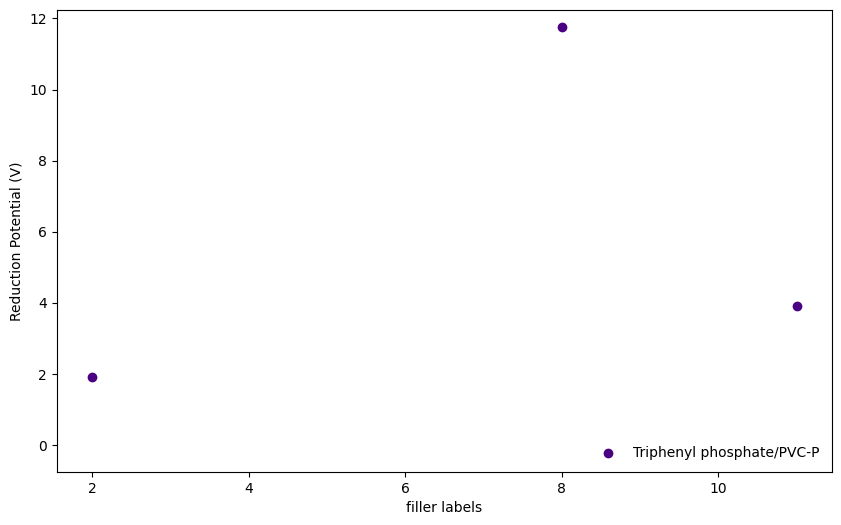 12
10
8
6
4
2
0
Reduction Potential (V)
Triphenyl phosphate/PVC-P
2 4 6 8 10
filler labels